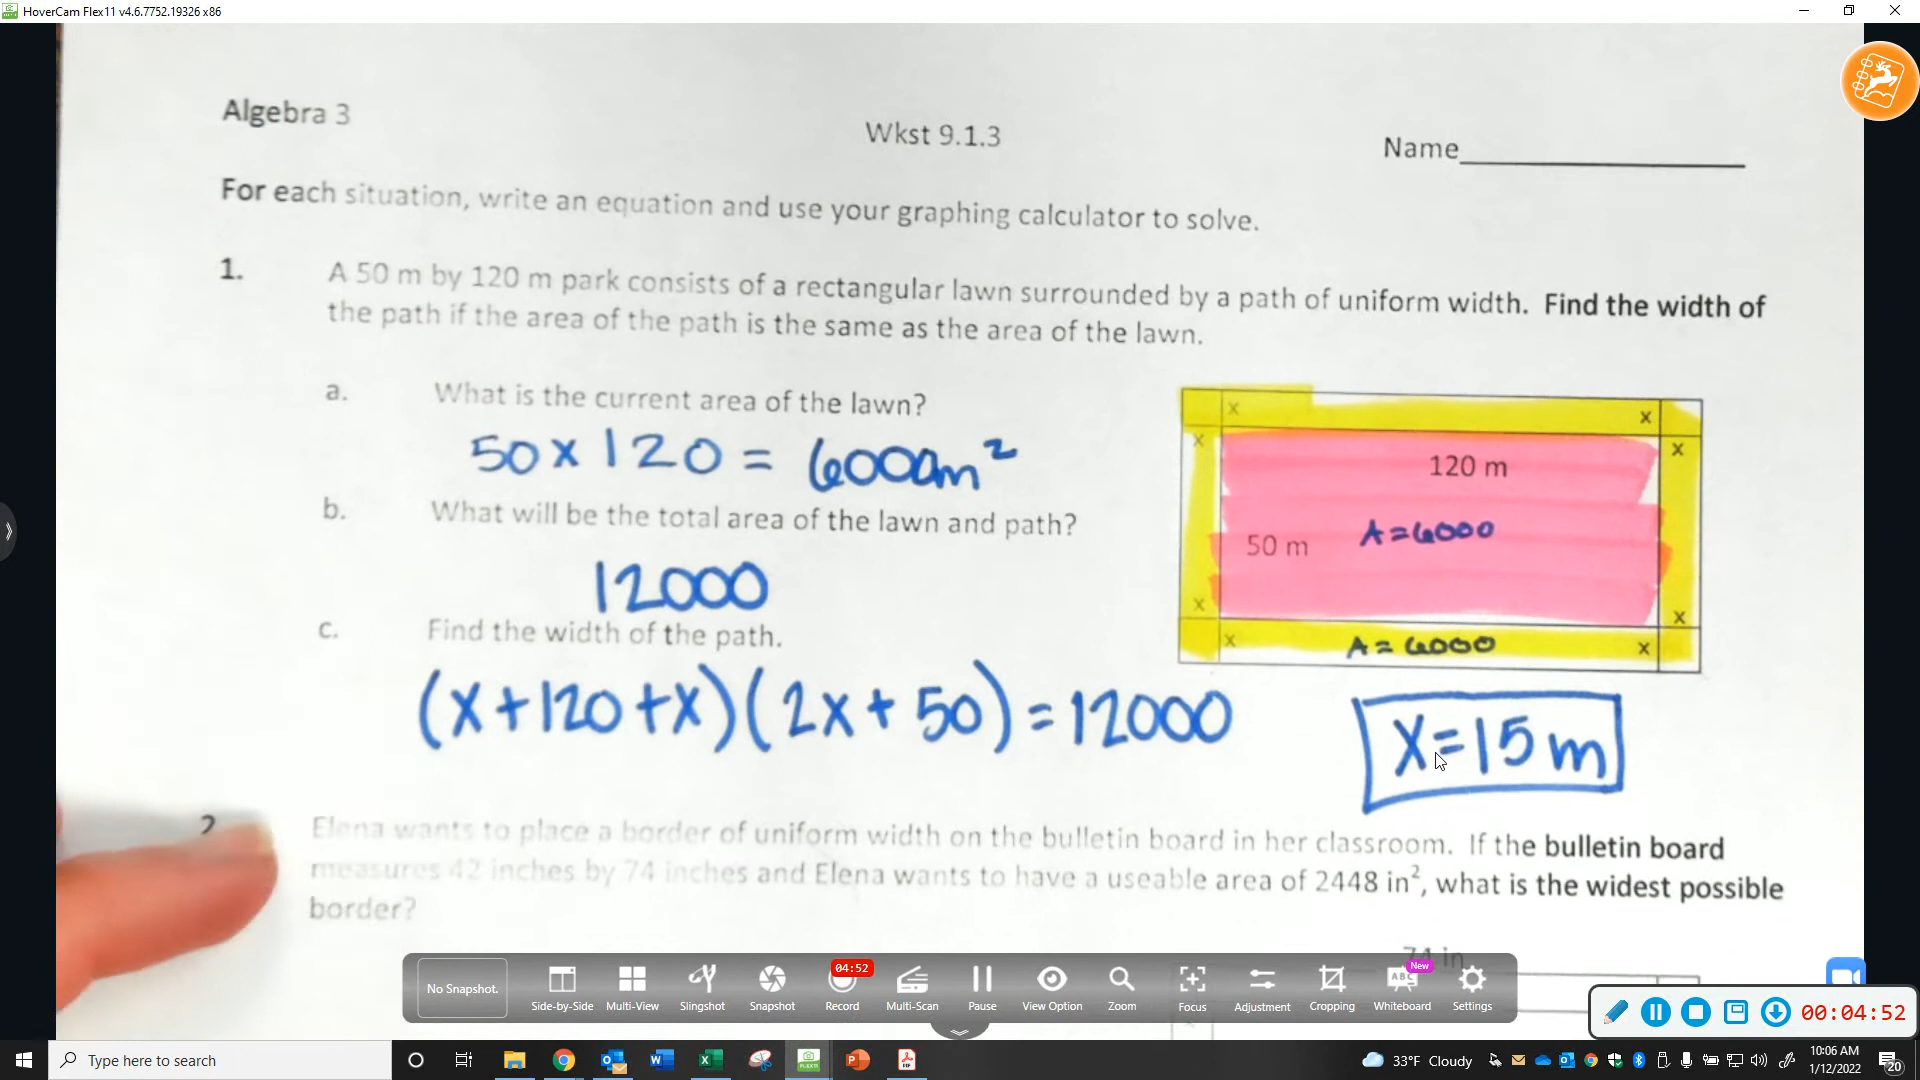 HoverCam Flex11 v4.6.7752.19326 x86
Algebra 3
Wkst 9.1.3
Name
For each situation, write an equation and use your graphing calculator to solve.
1. A 50 m by 120 m park consists of a rectangular lawn surrounded by a path of uniform width. Find the width of
the path if the area of the path is the same as the area of the lawn.
a. What is the current area of the lawn?
50 x 120 = 6000m²
b. What will be the total area of the lawn and path?
12000
c. Find the width of the path.
(x+120+x)(2x+50)=12000
x x
x x
120 m
A=6000
50 m
x x
x A=6000 x
X=15m
2 Elena wants to place a border of uniform width on the bulletin board in her classroom. If the bulletin board
measures 42 inches by 74 inches and Elena wants to have a useable area of 2448 in², what is the widest possible
border?
74 in
No Snapshot.
Side-by-Side
Multi-View
Slingshot
Snapshot
04:52
Record
Multi-Scan
Pause
View Option
Zoom
Focus
Adjustment
Cropping
New
ABC
Whiteboard
Settings
00:04:52
Type here to search
33°F Cloudy
10:06 AM
1/12/2022
20